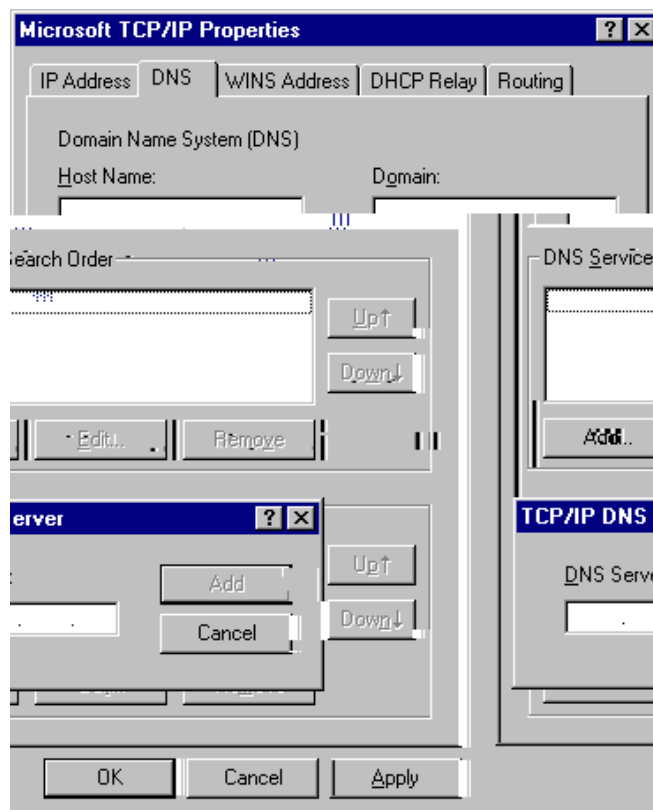 Microsoft TCP/IP Properties
IP Address DNS WINS Address DHCP Relay Routing
Domain Name System (DNS)
Host Name: Domain:
Search Order DNS Service
Up↑
Down↓
Edit... Remove Add..
erver TCP/IP DNS
Add Up↑ DNS Serve
Cancel Down↓
OK Cancel Apply